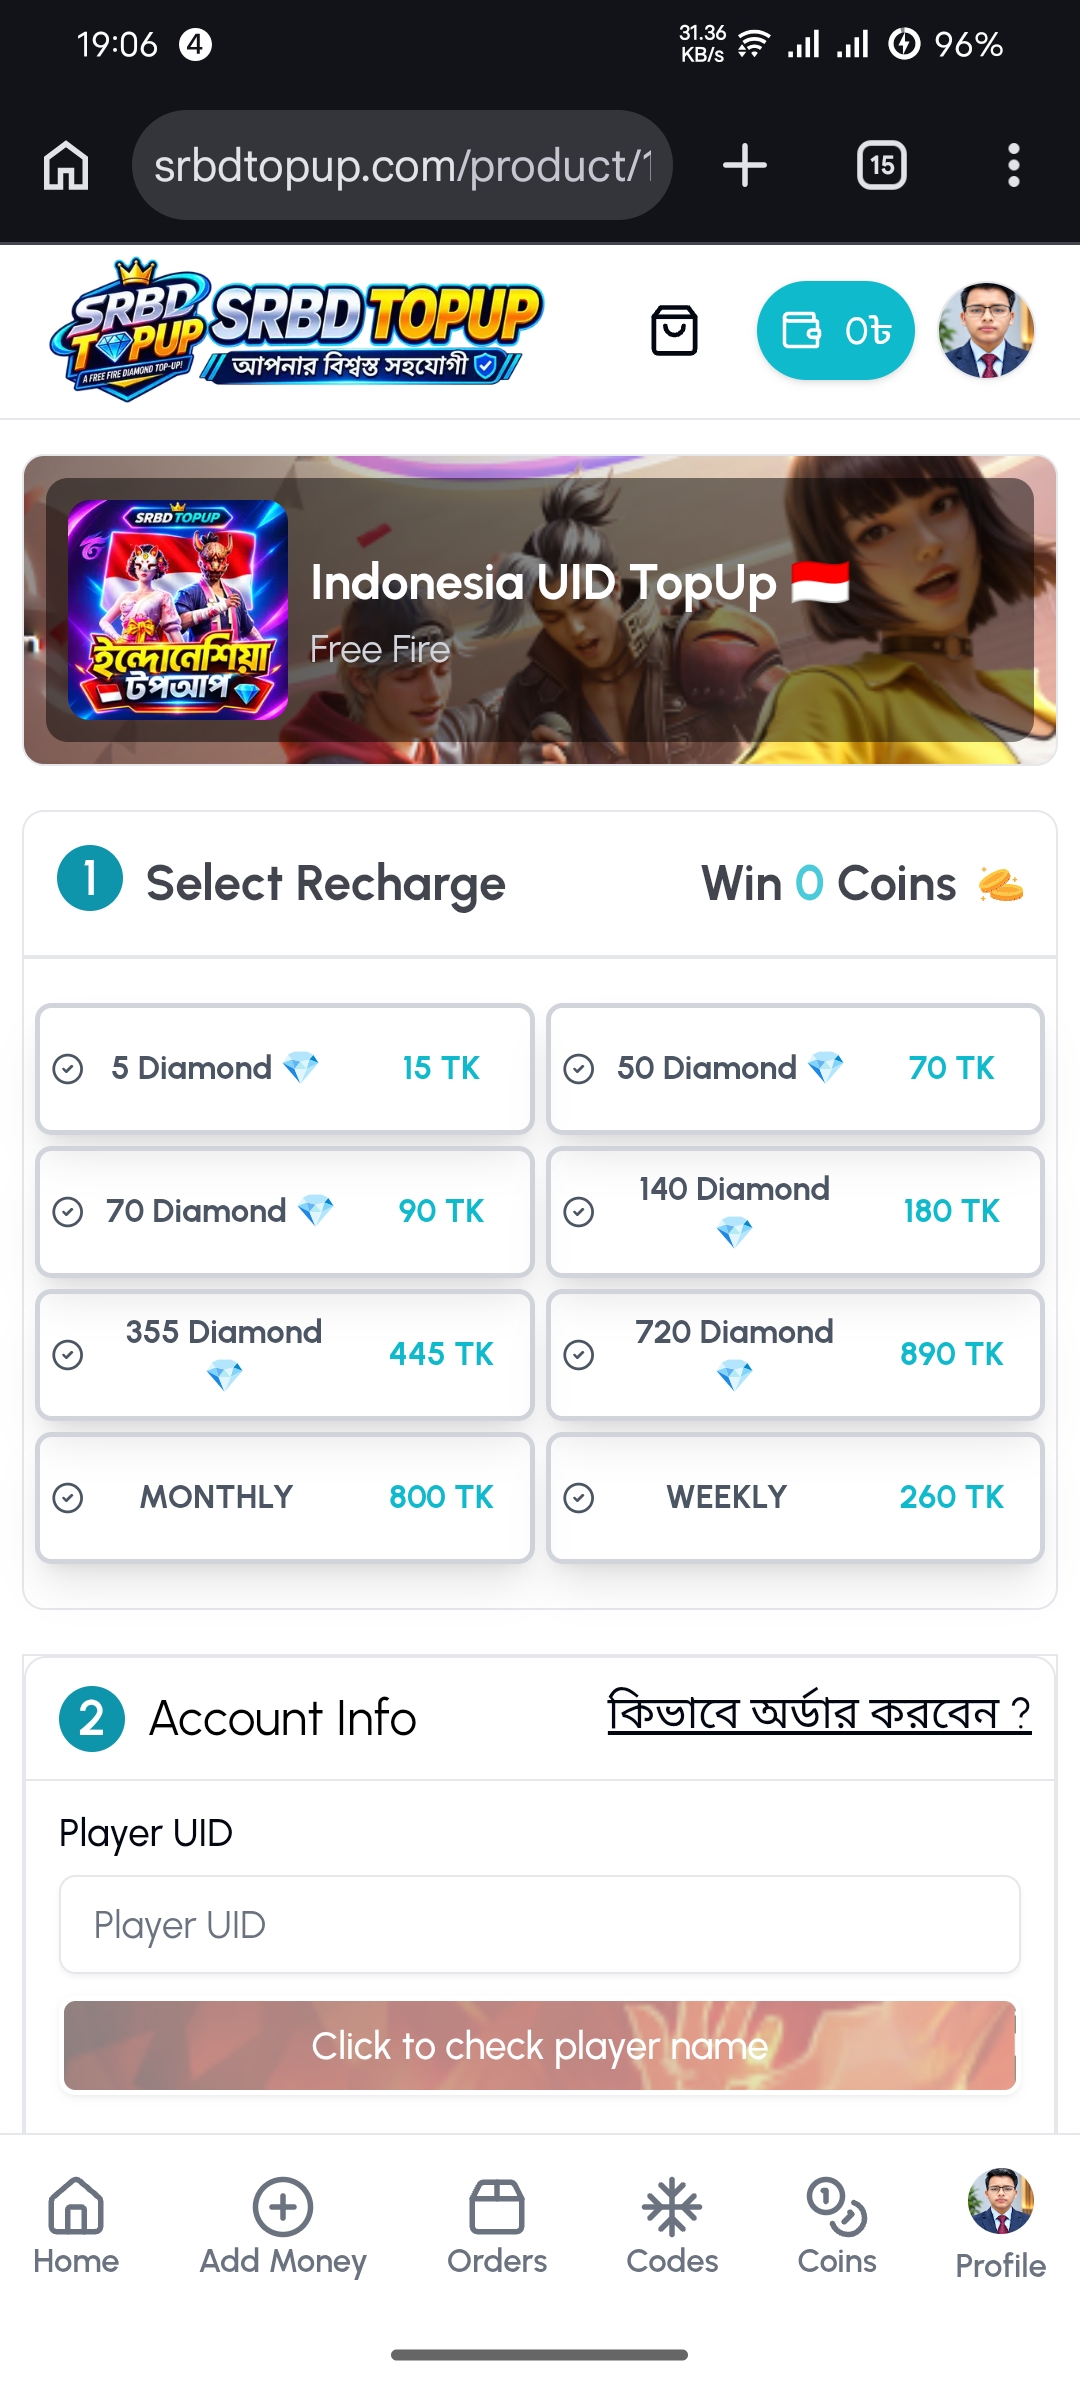 19:06 4 31.36 KB/s 96%
srbdtopup.com/product/1
15
SRBD TOPUP
A FREE FIRE DIAMOND TOP-UP!
SRBD TOPUP
আপনার বিশ্বস্ত সহযোগী
0৳
SRBD TOPUP
ইন্দোনেশিয়া
টপআপ
Indonesia UID TopUp
Free Fire
1 Select Recharge Win 0 Coins
5 Diamond 15 TK
50 Diamond 70 TK
70 Diamond 90 TK
140 Diamond 180 TK
355 Diamond 445 TK
720 Diamond 890 TK
MONTHLY 800 TK
WEEKLY 260 TK
2 Account Info কিভাবে অর্ডার করবেন ?
Player UID
Player UID
Click to check player name
Home Add Money Orders Codes Coins Profile